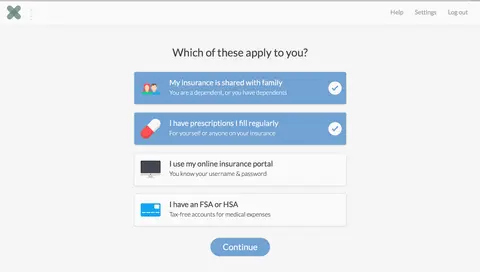 Help Settings Log out
Which of these apply to you?
My insurance is shared with family
You are a dependent, or you have dependents
I have prescriptions I fill regularly
For yourself or anyone on your insurance
I use my online insurance portal
You know your username & password
I have an FSA or HSA
Tax-free accounts for medical expenses
Continue